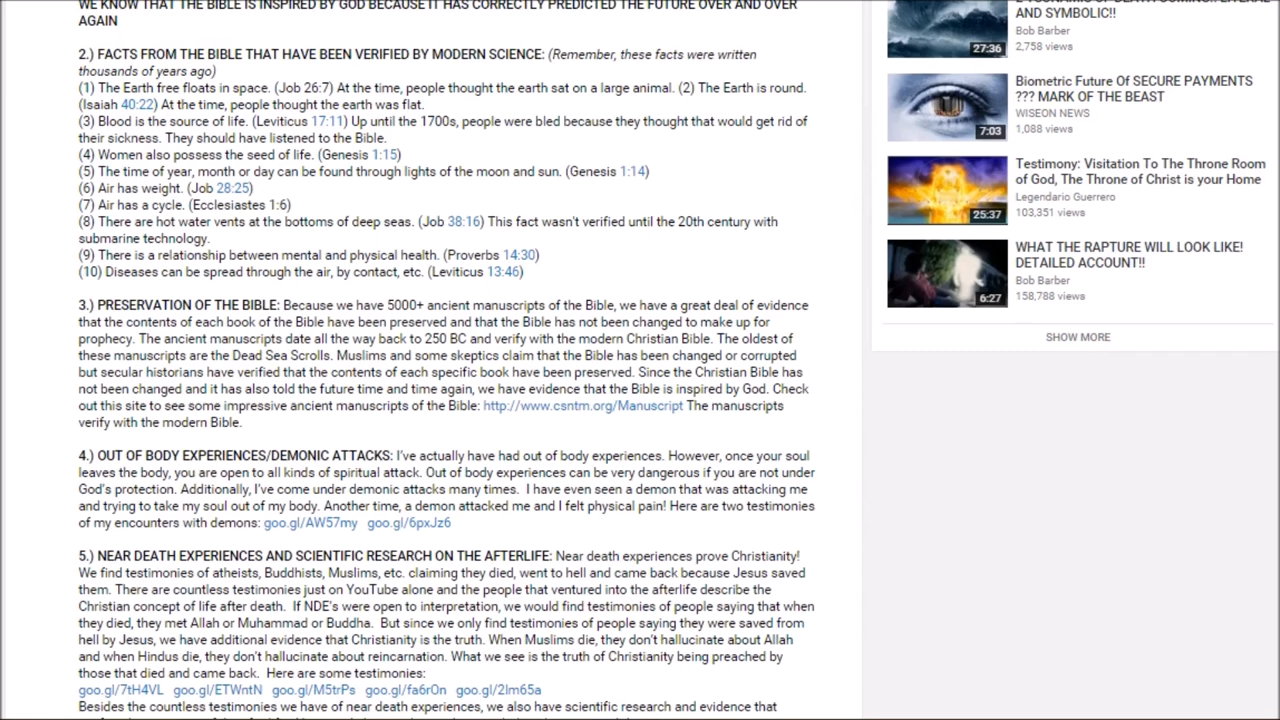 WE KNOW THAT THE BIBLE IS INSPIRED BY GOD BECAUSE IT HAS CORRECTLY PREDICTED THE FUTURE OVER AND OVER
AGAIN
2.) FACTS FROM THE BIBLE THAT HAVE BEEN VERIFIED BY MODERN SCIENCE: (Remember, these facts were written
thousands of years ago)
(1) The Earth free floats in space. (Job 26:7) At the time, people thought the earth sat on a large animal. (2) The Earth is round.
(Isaiah 40:22) At the time, people thought the earth was flat.
(3) Blood is the source of life. (Leviticus 17:11) Up until the 1700s, people were bled because they thought that would get rid of
their sickness. They should have listened to the Bible.
(4) Women also possess the seed of life. (Genesis 1:15)
(5) The time of year, month or day can be found through lights of the moon and sun. (Genesis 1:14)
(6) Air has weight. (Job 28:25)
(7) Air has a cycle. (Ecclesiastes 1:6)
(8) There are hot water vents at the bottoms of deep seas. (Job 38:16) This fact wasn't verified until the 20th century with
submarine technology.
(9) There is a relationship between mental and physical health. (Proverbs 14:30)
(10) Diseases can be spread through the air, by contact, etc. (Leviticus 13:46)
3.) PRESERVATION OF THE BIBLE: Because we have 5000+ ancient manuscripts of the Bible, we have a great deal of evidence
that the contents of each book of the Bible have been preserved and that the Bible has not been changed to make up for
prophecy. The ancient manuscripts date all the way back to 250 BC and verify with the modern Christian Bible. The oldest of
these manuscripts are the Dead Sea Scrolls. Muslims and some skeptics claim that the Bible has been changed or corrupted
but secular historians have verified that the contents of each specific book have been preserved. Since the Christian Bible has
not been changed and it has also told the future time and time again, we have evidence that the Bible is inspired by God. Check
out this site to see some impressive ancient manuscripts of the Bible: http://www.csntm.org/Manuscript The manuscripts
verify with the modern Bible.
4.) OUT OF BODY EXPERIENCES/DEMONIC ATTACKS: I've actually have had out of body experiences. However, once your soul
leaves the body, you are open to all kinds of spiritual attack. Out of body experiences can be very dangerous if you are not under
God's protection. Additionally, I've come under demonic attacks many times. I have even seen a demon that was attacking me
and trying to take my soul out of my body. Another time, a demon attacked me and I felt physical pain! Here are two testimonies
of my encounters with demons: goo.gl/AW57my goo.gl/6pxJz6
5.) NEAR DEATH EXPERIENCES AND SCIENTIFIC RESEARCH ON THE AFTERLIFE: Near death experiences prove Christianity!
We find testimonies of atheists, Buddhists, Muslims, etc. claiming they died, went to hell and came back because Jesus saved
them. There are countless testimonies just on YouTube alone and the people that ventured into the afterlife describe the
Christian concept of life after death. If NDE's were open to interpretation, we would find testimonies of people saying that when
they died, they met Allah or Muhammad or Buddha. But since we only find testimonies of people saying they were saved from
hell by Jesus, we have additional evidence that Christianity is the truth. When Muslims die, they don't hallucinate about Allah
and when Hindus die, they don't hallucinate about reincarnation. What we see is the truth of Christianity being preached by
those that died and came back. Here are some testimonies:
goo.gl/7tH4VL goo.gl/ETWntN goo.gl/M5trPs goo.gl/fa6rOn goo.gl/2lm65a
Besides the countless testimonies we have of near death experiences, we also have scientific research and evidence that
AND SYMBOLIC!!
Bob Barber
2,758 views
27:36
Biometric Future Of SECURE PAYMENTS
??? MARK OF THE BEAST
WISEON NEWS
1,088 views
7:03
Testimony: Visitation To The Throne Room
of God, The Throne of Christ is your Home
Legendario Guerrero
103,351 views
25:37
WHAT THE RAPTURE WILL LOOK LIKE!
DETAILED ACCOUNT!!
Bob Barber
158,788 views
6:27
SHOW MORE